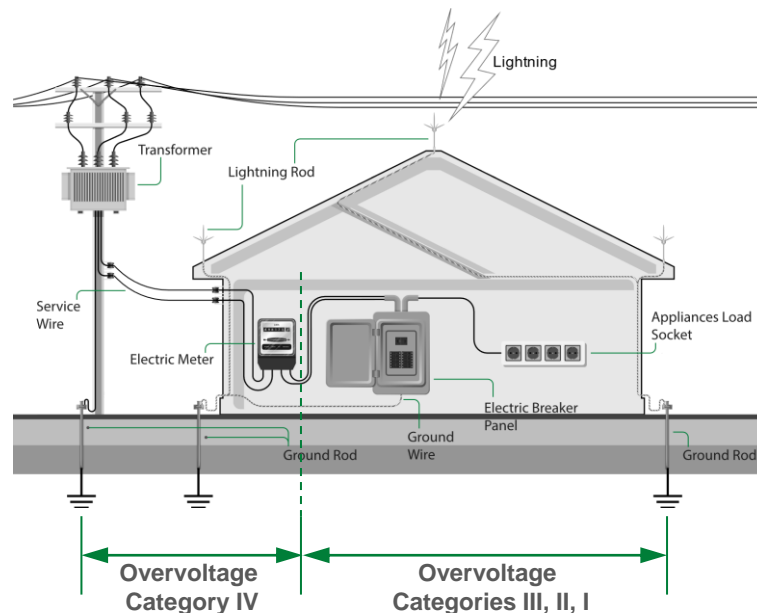 Lightning
Transformer
Lightning Rod
Service
Wire
Electric Meter
Appliances Load
Socket
Electric Breaker
Panel
Ground
Wire
Ground Rod
Ground Rod
Overvoltage
Category IV
Overvoltage
Categories III, II, I